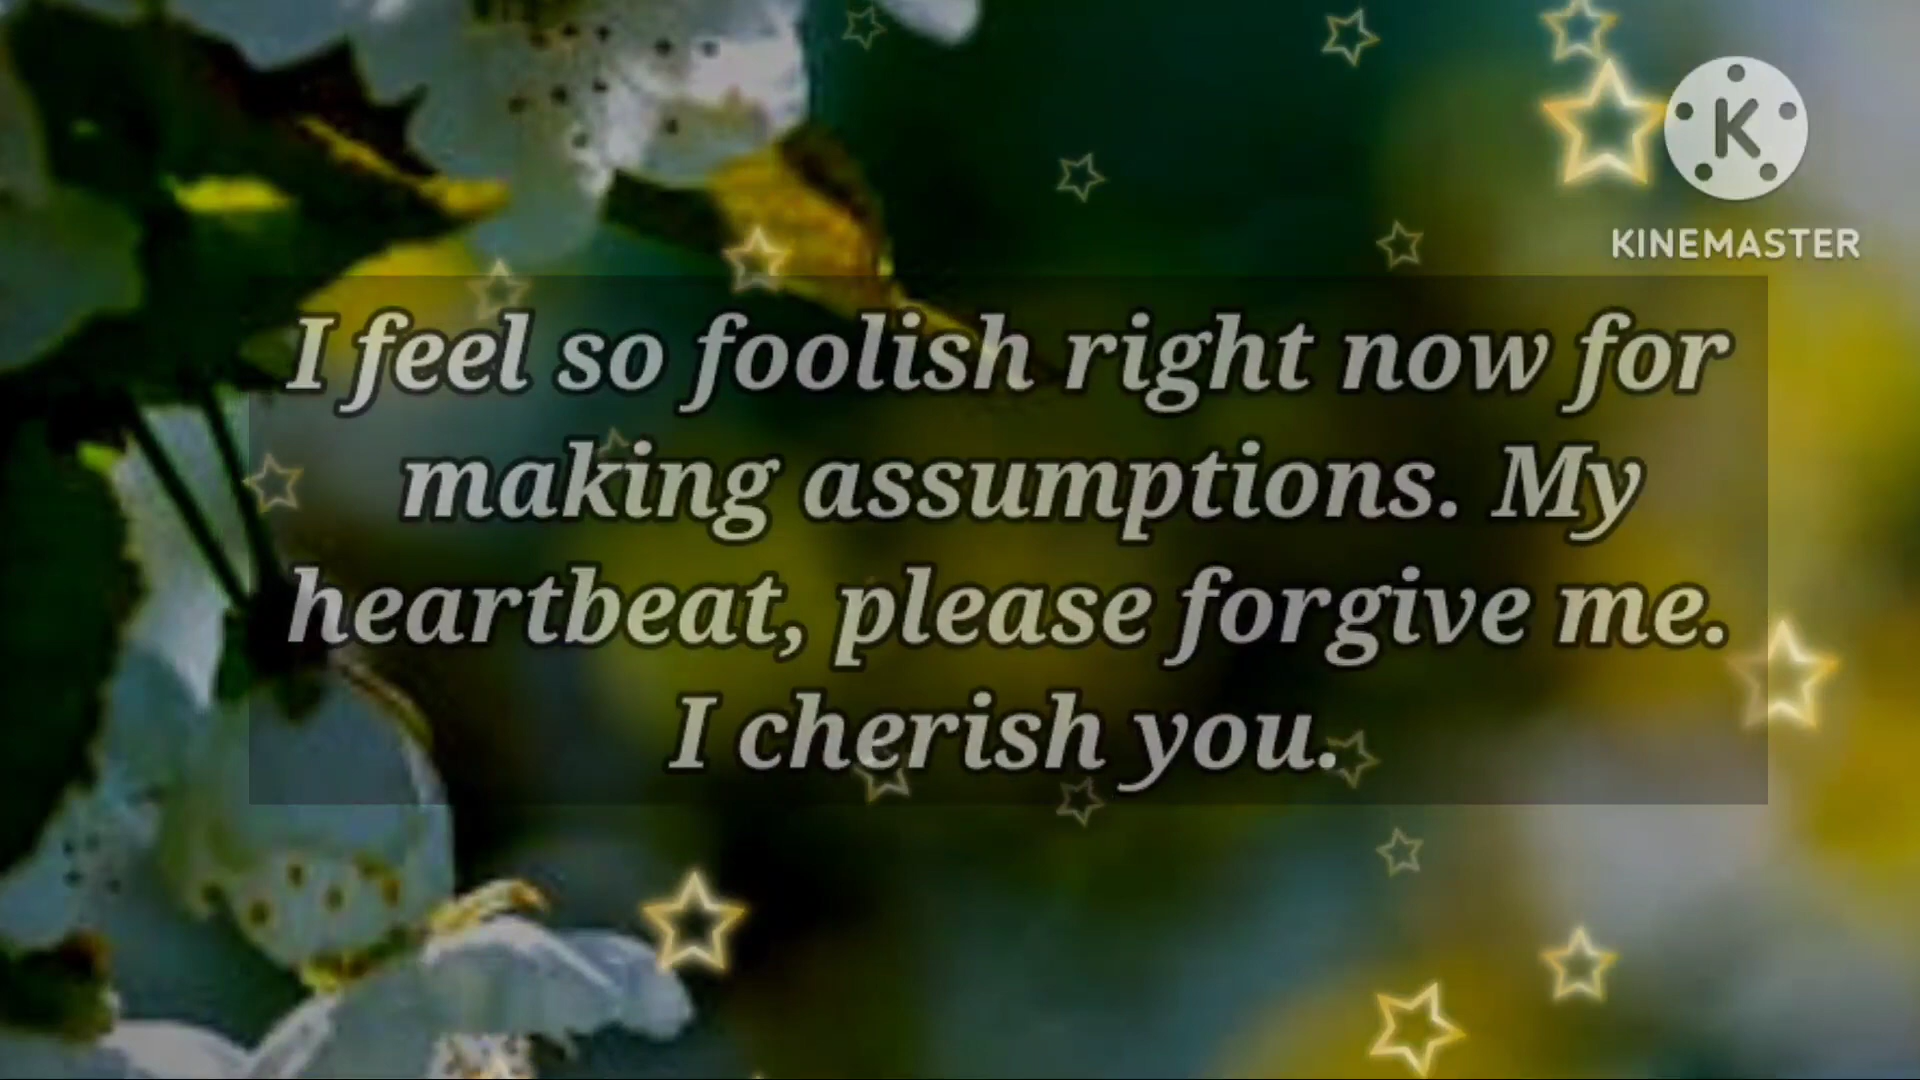 K
KINEMASTER
I feel so foolish right now for
making assumptions. My
heartbeat, please forgive me.
I cherish you.